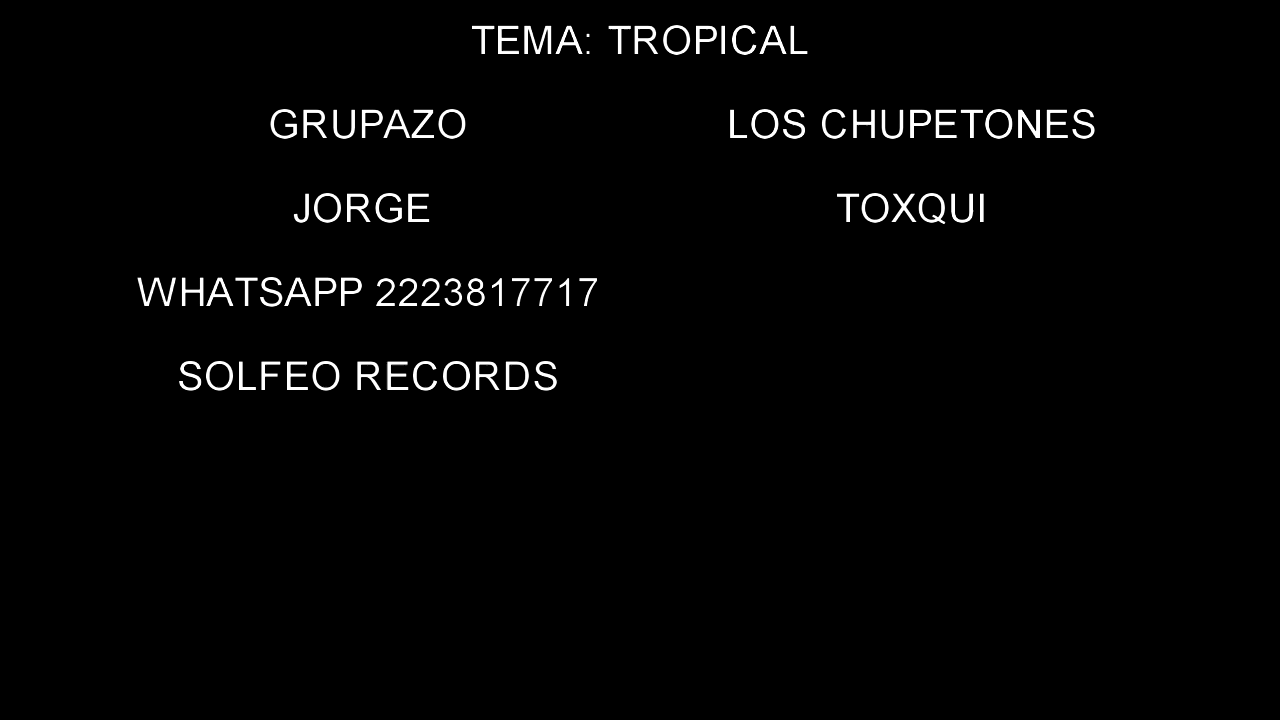 TEMA: TROPICAL
GRUPAZO LOS CHUPETONES
JORGE TOXQUI
WHATSAPP 2223817717
SOLFEO RECORDS